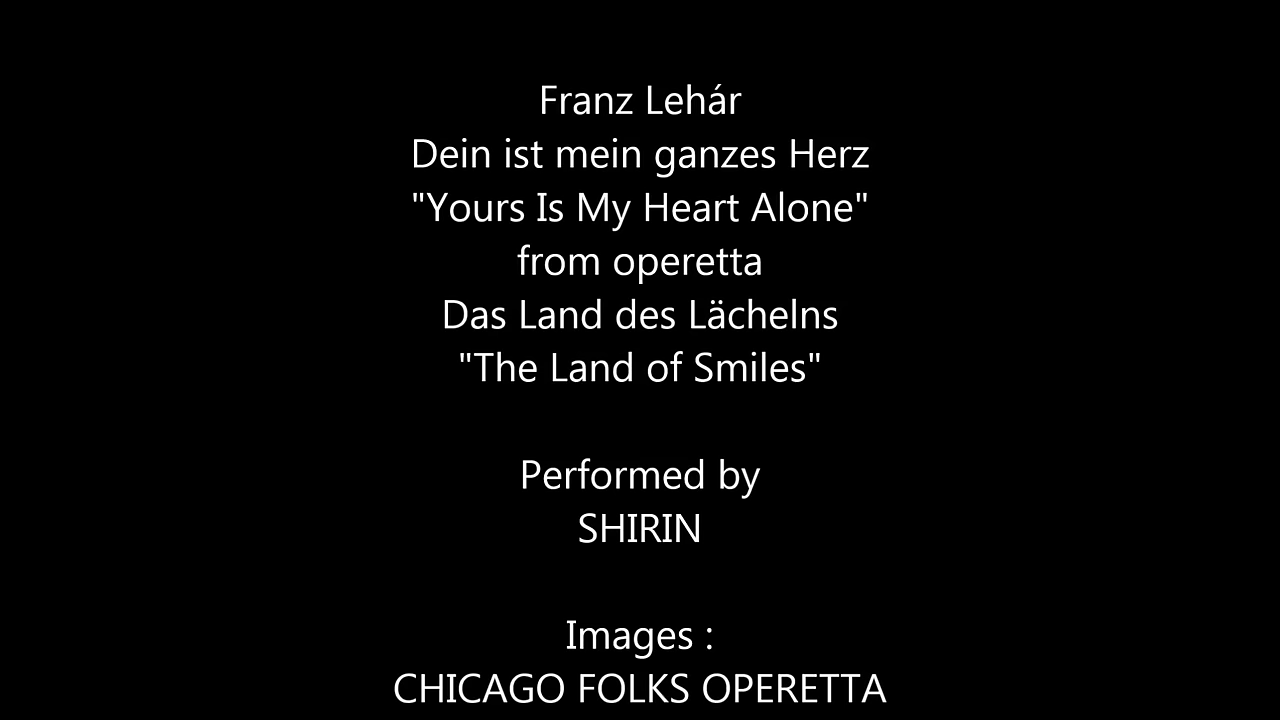 Franz Lehár
Dein ist mein ganzes Herz
"Yours Is My Heart Alone"
from operetta
Das Land des Lächelns
"The Land of Smiles"
Performed by
SHIRIN
Images :
CHICAGO FOLKS OPERETTA